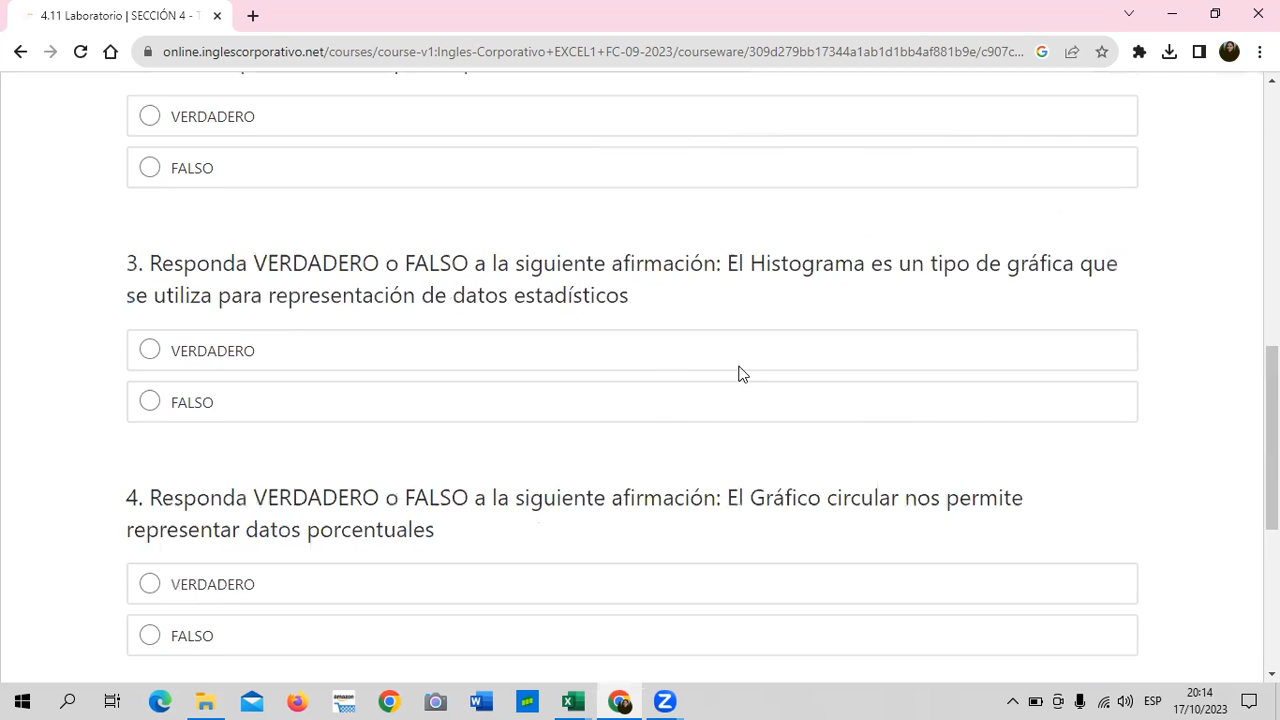 4.11 Laboratorio | SECCIÓN 4 - T
online.inglescorporativo.net/courses/course-v1:Ingles-Corporativo+EXCEL1+FC-09-2023/courseware/309d279bb17344a1ab1d1bb4af881b9e/c907c...
VERDADERO
FALSO
3. Responda VERDADERO o FALSO a la siguiente afirmación: El Histograma es un tipo de gráfica que
se utiliza para representación de datos estadísticos
VERDADERO
FALSO
4. Responda VERDADERO o FALSO a la siguiente afirmación: El Gráfico circular nos permite
representar datos porcentuales
VERDADERO
FALSO
amazon
ESP
20:14
17/10/2023